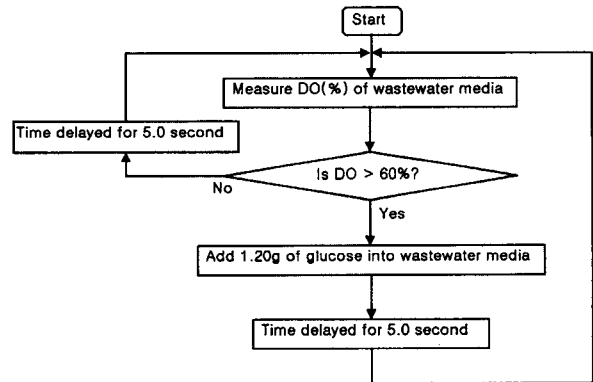 Start
Measure DO(%) of wastewater media
Time delayed for 5.0 second
Is DO > 60%?
No
Yes
Add 1.20g of glucose into wastewater media
Time delayed for 5.0 second